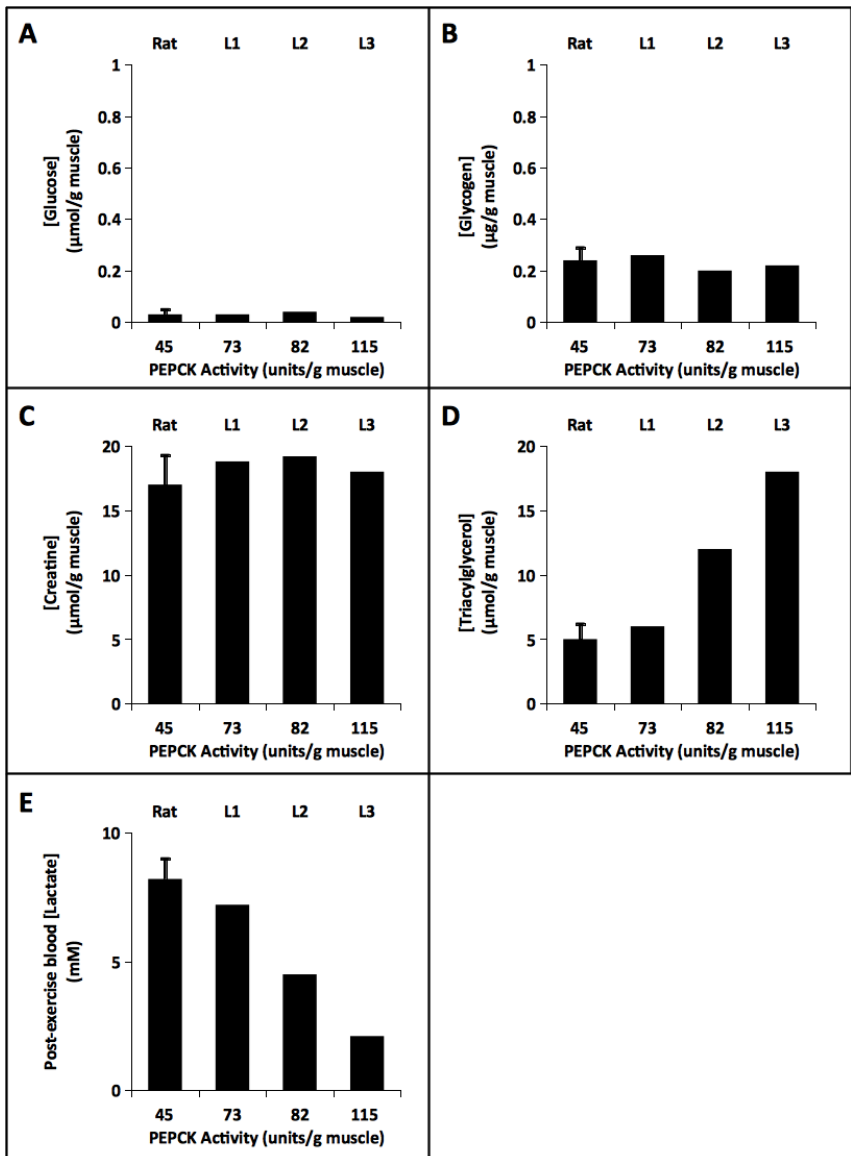 A
Rat L1 L2 L3
[Glucose]
(µmol/g muscle)
1
0.8
0.6
0.4
0.2
0
45 73 82 115
PEPCK Activity (units/g muscle)
B
Rat L1 L2 L3
[Glycogen]
(µg/g muscle)
1
0.8
0.6
0.4
0.2
0
45 73 82 115
PEPCK Activity (units/g muscle)
C
Rat L1 L2 L3
[Creatine]
(µmol/g muscle)
20
15
10
5
0
45 73 82 115
PEPCK Activity (units/g muscle)
D
Rat L1 L2 L3
[Triacylglycerol]
(µmol/g muscle)
20
15
10
5
0
45 73 82 115
PEPCK Activity (units/g muscle)
E
Rat L1 L2 L3
Post-exercise blood [Lactate]
(mM)
10
5
0
45 73 82 115
PEPCK Activity (units/g muscle)